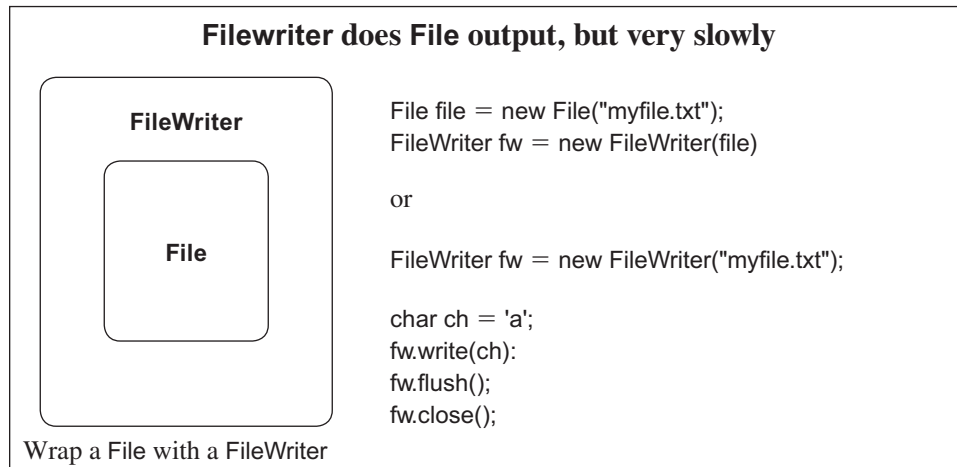 Filewriter does File output, but very slowly
FileWriter
File
Wrap a File with a FileWriter
File file = new File("myfile.txt");
FileWriter fw = new FileWriter(file)
or
FileWriter fw = new FileWriter("myfile.txt");
char ch = 'a';
fw.write(ch):
fw.flush();
fw.close();